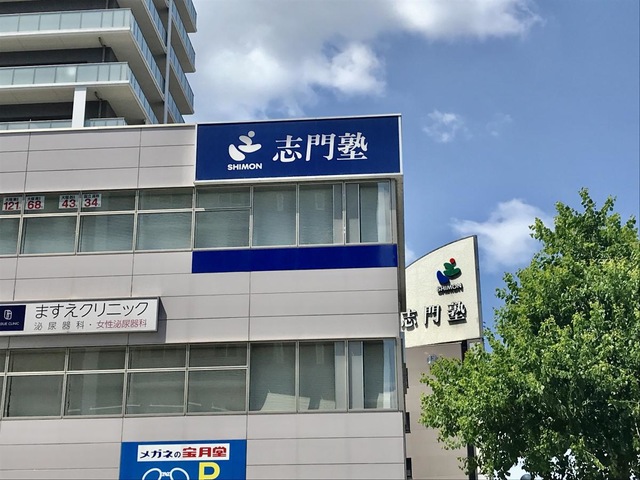 志門塾
SHIMON
121 68 43 34
SHIMON
志門塾
ますえクリニック
泌尿器科・女性泌尿器科
メガネの宝月堂
P